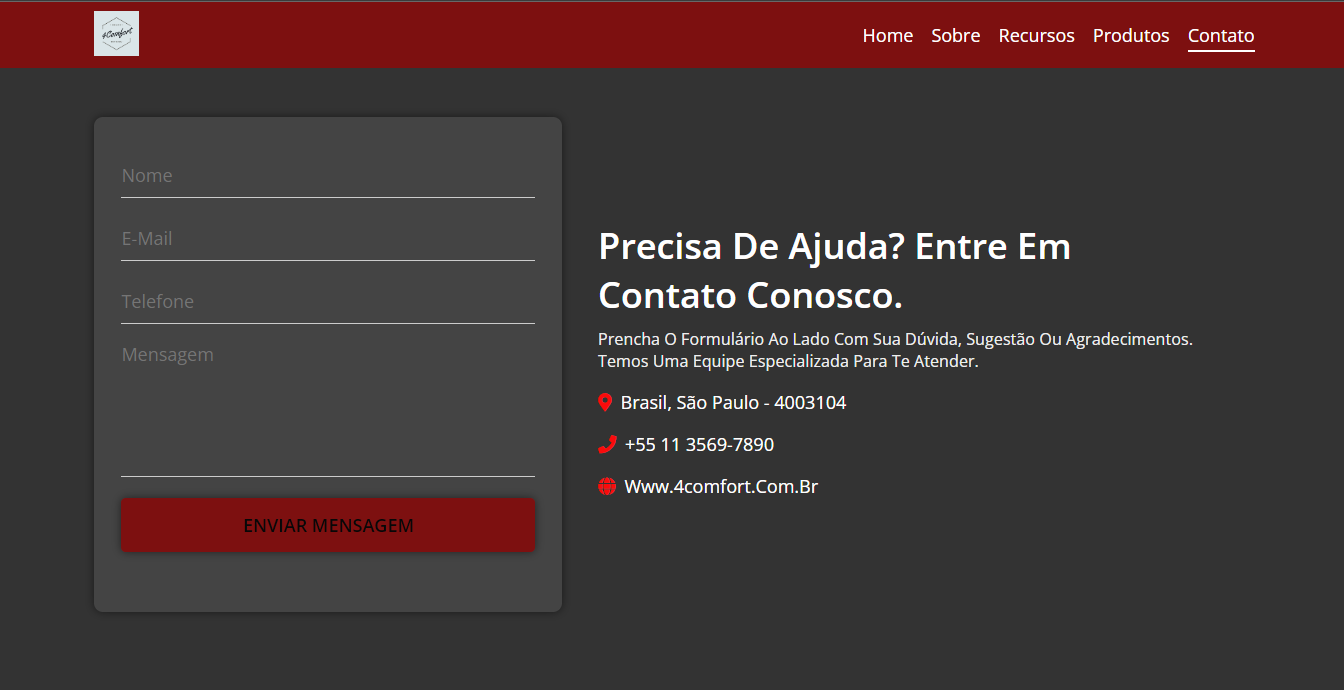 4Comfort
Home Sobre Recursos Produtos Contato
Nome
E-Mail
Telefone
Mensagem
ENVIAR MENSAGEM
Precisa De Ajuda? Entre Em
Contato Conosco.
Prencha O Formulário Ao Lado Com Sua Dúvida, Sugestão Ou Agradecimentos.
Temos Uma Equipe Especializada Para Te Atender.
Brasil, São Paulo - 4003104
+55 11 3569-7890
Www.4comfort.Com.Br